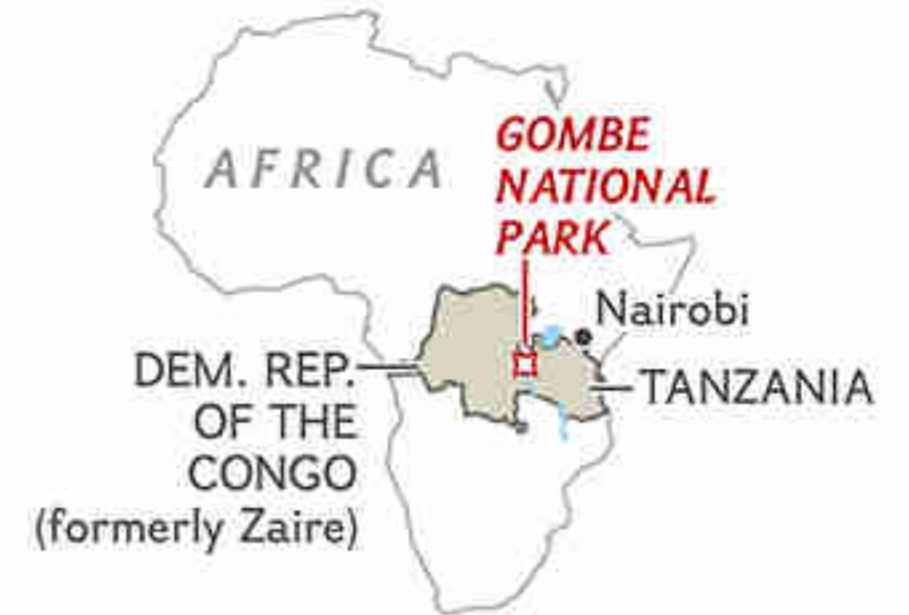 AFRICA
GOMBE
NATIONAL
PARK
Nairobi
DEM. REP.
OF THE
CONGO
(formerly Zaire)
TANZANIA